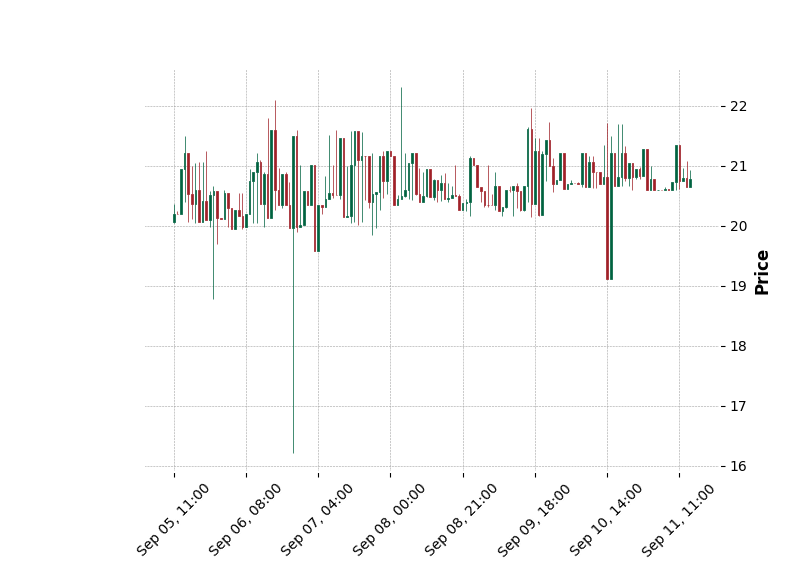 22
21
20
19
18
17
16
Price
Sep 05, 11:00
Sep 06, 08:00
Sep 07, 04:00
Sep 08, 00:00
Sep 08, 21:00
Sep 09, 18:00
Sep 10, 14:00
Sep 11, 11:00